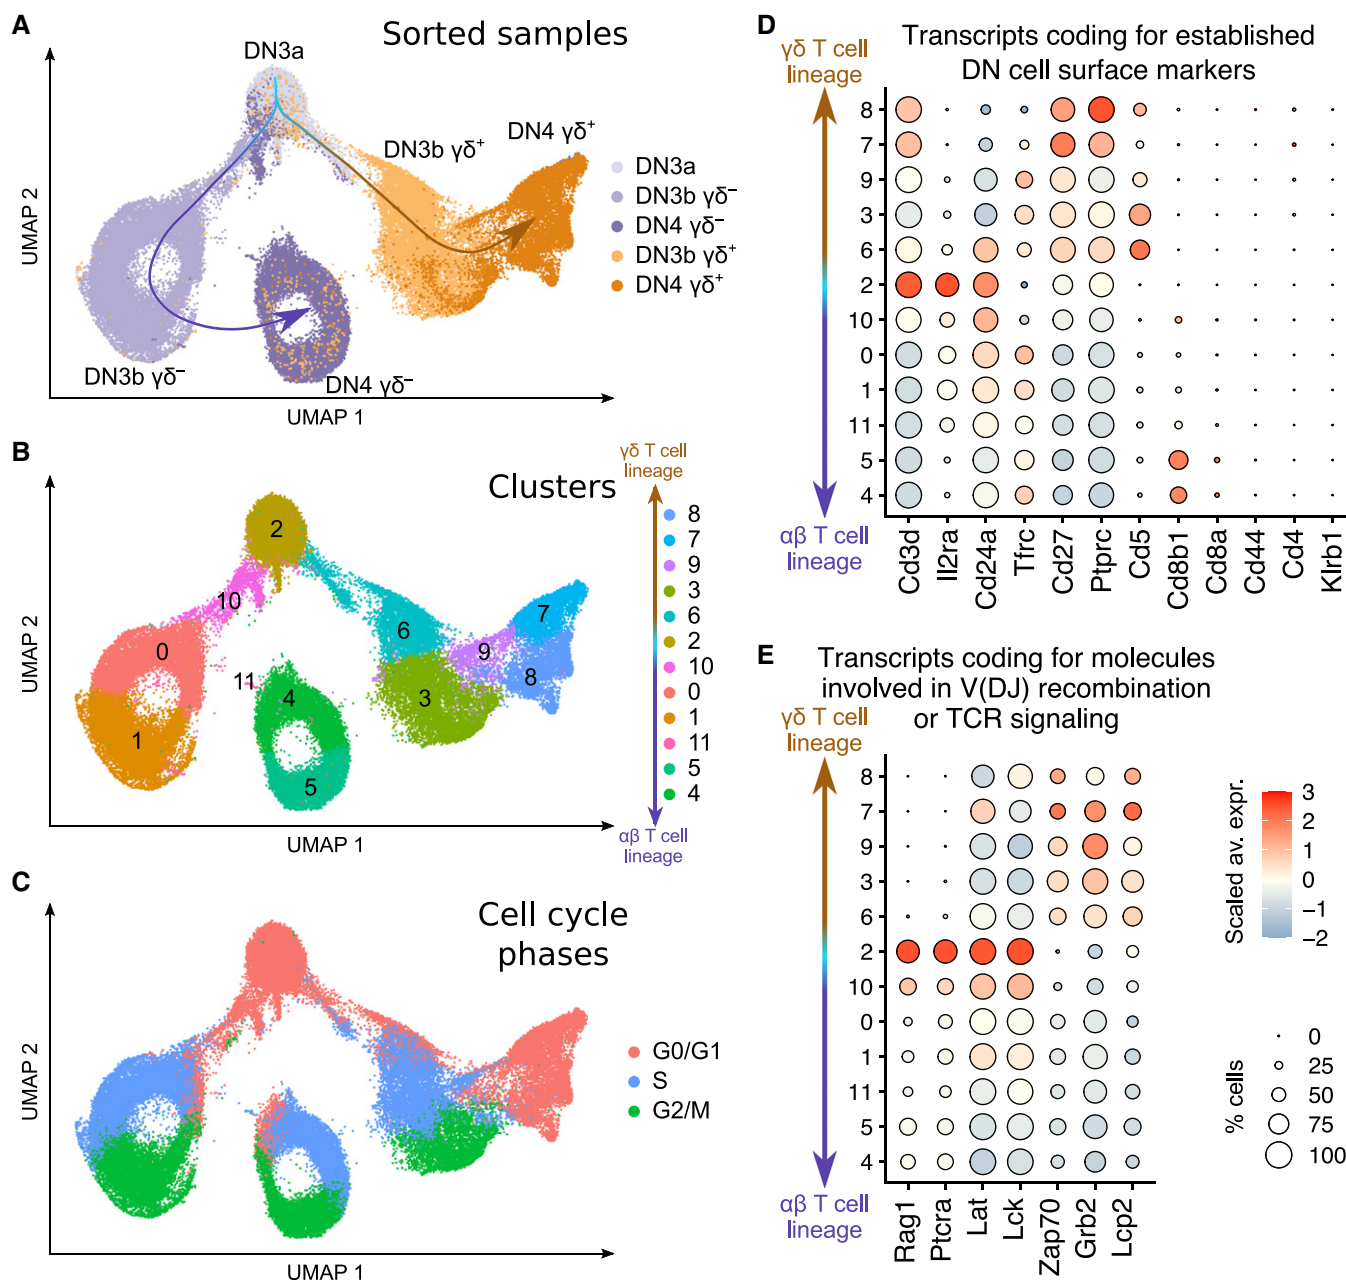 A
Sorted samples
DN3a
DN4 γδ⁺
DN3b γδ⁺
DN3a
DN3b γδ⁻
DN4 γδ⁻
DN3b γδ⁺
DN4 γδ⁺
DN3b γδ⁻
DN4 γδ⁻
UMAP 2
UMAP 1
B
Clusters
γδ T cell
lineage
8
7
9
3
6
2
10
0
1
11
5
4
αβ T cell
lineage
2
10
0
6
7
9
8
11
4
3
1
5
UMAP 2
UMAP 1
C
Cell cycle
phases
G0/G1
S
G2/M
UMAP 2
UMAP 1
D
Transcripts coding for established
DN cell surface markers
γδ T cell
lineage
8
7
9
3
6
2
10
0
1
11
5
4
αβ T cell
lineage
Cd3d
Il2ra
Cd24a
Tfrc
Cd27
Ptprc
Cd5
Cd8b1
Cd8a
Cd44
Cd4
Klrb1
E
Transcripts coding for molecules
involved in V(DJ) recombination
or TCR signaling
γδ T cell
lineage
8
7
9
3
6
2
10
0
1
11
5
4
αβ T cell
lineage
Rag1
Ptcra
Lat
Lck
Zap70
Grb2
Lcp2
Scaled av. expr.
3
2
1
0
−1
−2
% cells
0
25
50
75
100